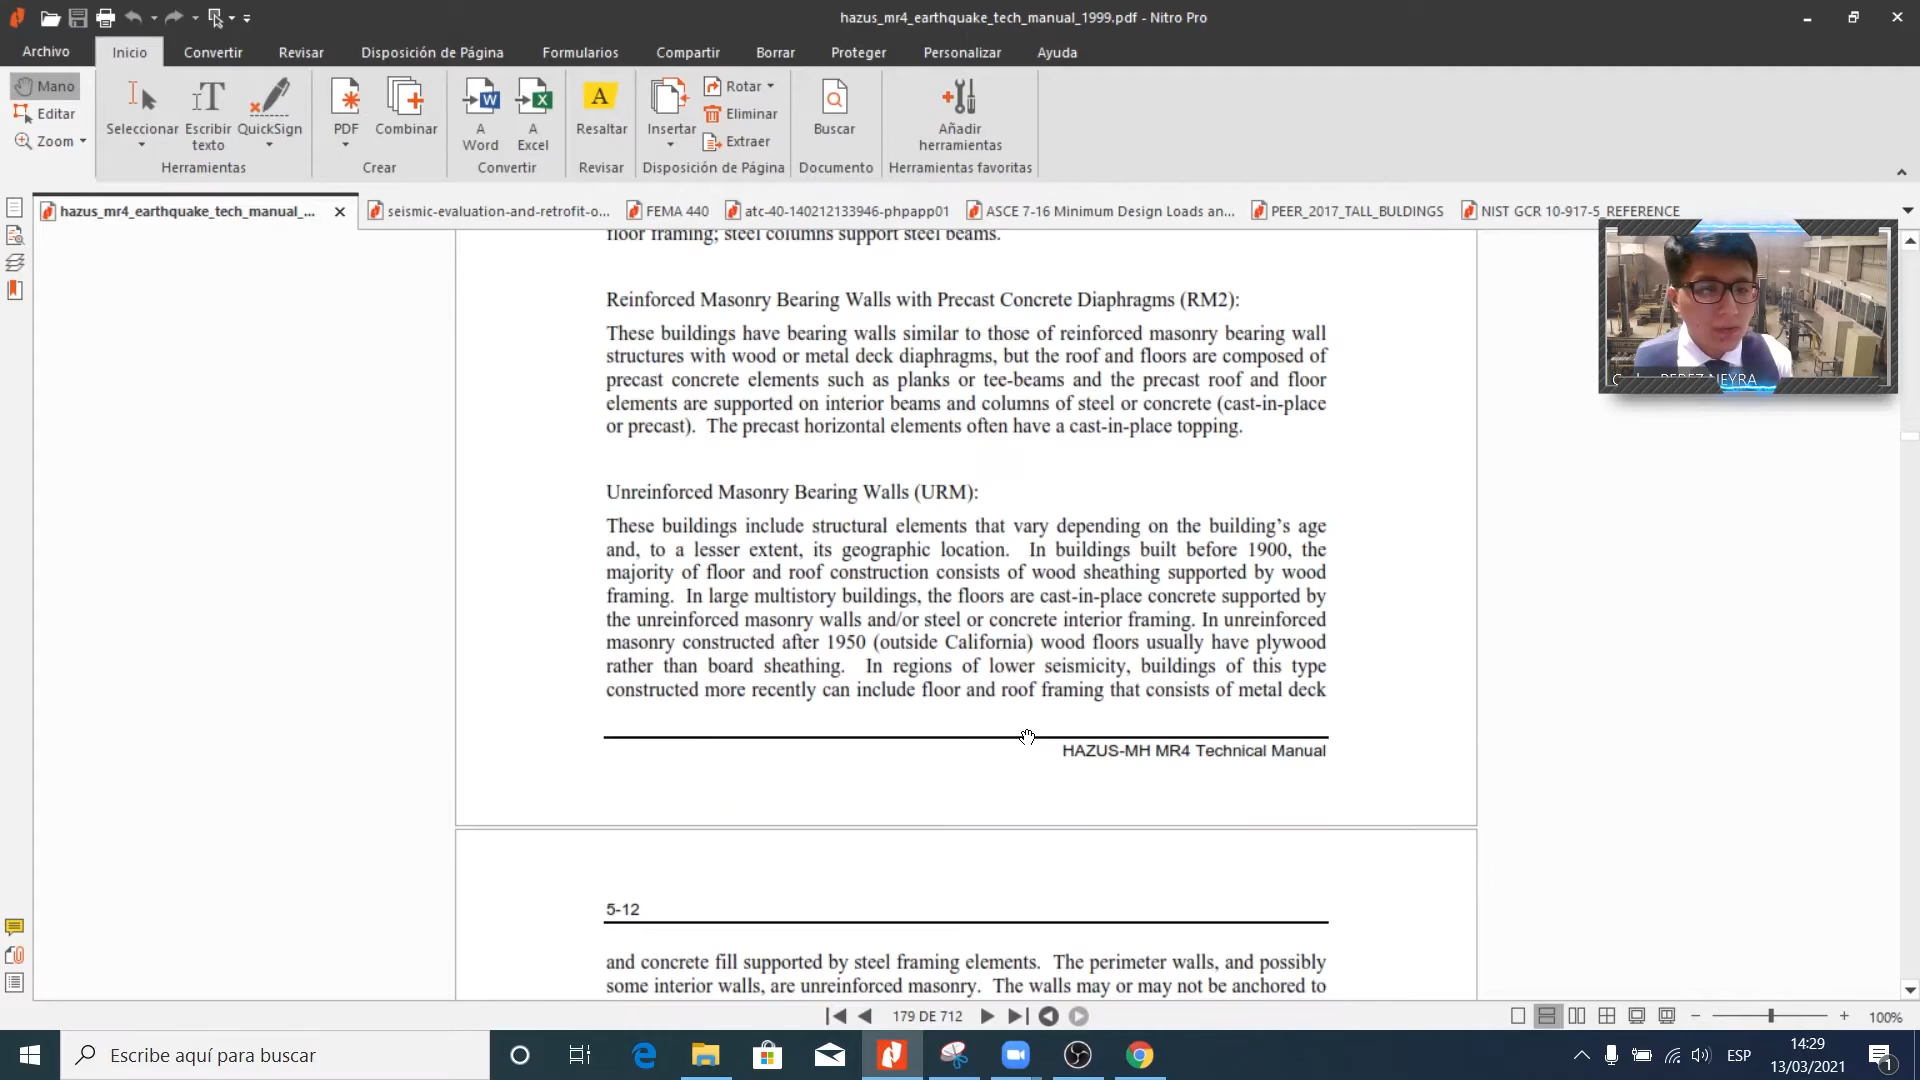 hazus_mr4_earthquake_tech_manual_1999.pdf - Nitro Pro
Archivo
Inicio
Convertir
Revisar
Disposición de Página
Formularios
Compartir
Borrar
Proteger
Personalizar
Ayuda
Mano
Editar
Zoom
Seleccionar
Escribir
texto
QuickSign
Herramientas
PDF
Combinar
Crear
A
Word
A
Excel
Convertir
Resaltar
Revisar
Insertar
Rotar
Eliminar
Extraer
Disposición de Página
Buscar
Documento
Añadir
herramientas
Herramientas favoritas
hazus_mr4_earthquake_tech_manual_...
seismic-evaluation-and-retrofit-o...
FEMA 440
atc-40-140212133946-phpapp01
ASCE 7-16 Minimum Design Loads an...
PEER_2017_TALL_BULDINGS
NIST GCR 10-917-5_REFERENCE
floor framing; steel columns support steel beams.
Reinforced Masonry Bearing Walls with Precast Concrete Diaphragms (RM2):
These buildings have bearing walls similar to those of reinforced masonry bearing wall
structures with wood or metal deck diaphragms, but the roof and floors are composed of
precast concrete elements such as planks or tee-beams and the precast roof and floor
elements are supported on interior beams and columns of steel or concrete (cast-in-place
or precast). The precast horizontal elements often have a cast-in-place topping.
Unreinforced Masonry Bearing Walls (URM):
These buildings include structural elements that vary depending on the building's age
and, to a lesser extent, its geographic location. In buildings built before 1900, the
majority of floor and roof construction consists of wood sheathing supported by wood
framing. In large multistory buildings, the floors are cast-in-place concrete supported by
the unreinforced masonry walls and/or steel or concrete interior framing. In unreinforced
masonry constructed after 1950 (outside California) wood floors usually have plywood
rather than board sheathing. In regions of lower seismicity, buildings of this type
constructed more recently can include floor and roof framing that consists of metal deck
HAZUS-MH MR4 Technical Manual
5-12
and concrete fill supported by steel framing elements. The perimeter walls, and possibly
some interior walls, are unreinforced masonry. The walls may or may not be anchored to
PEREZ NEYRA
179 DE 712
100%
Escribe aquí para buscar
ESP
14:29
13/03/2021
1